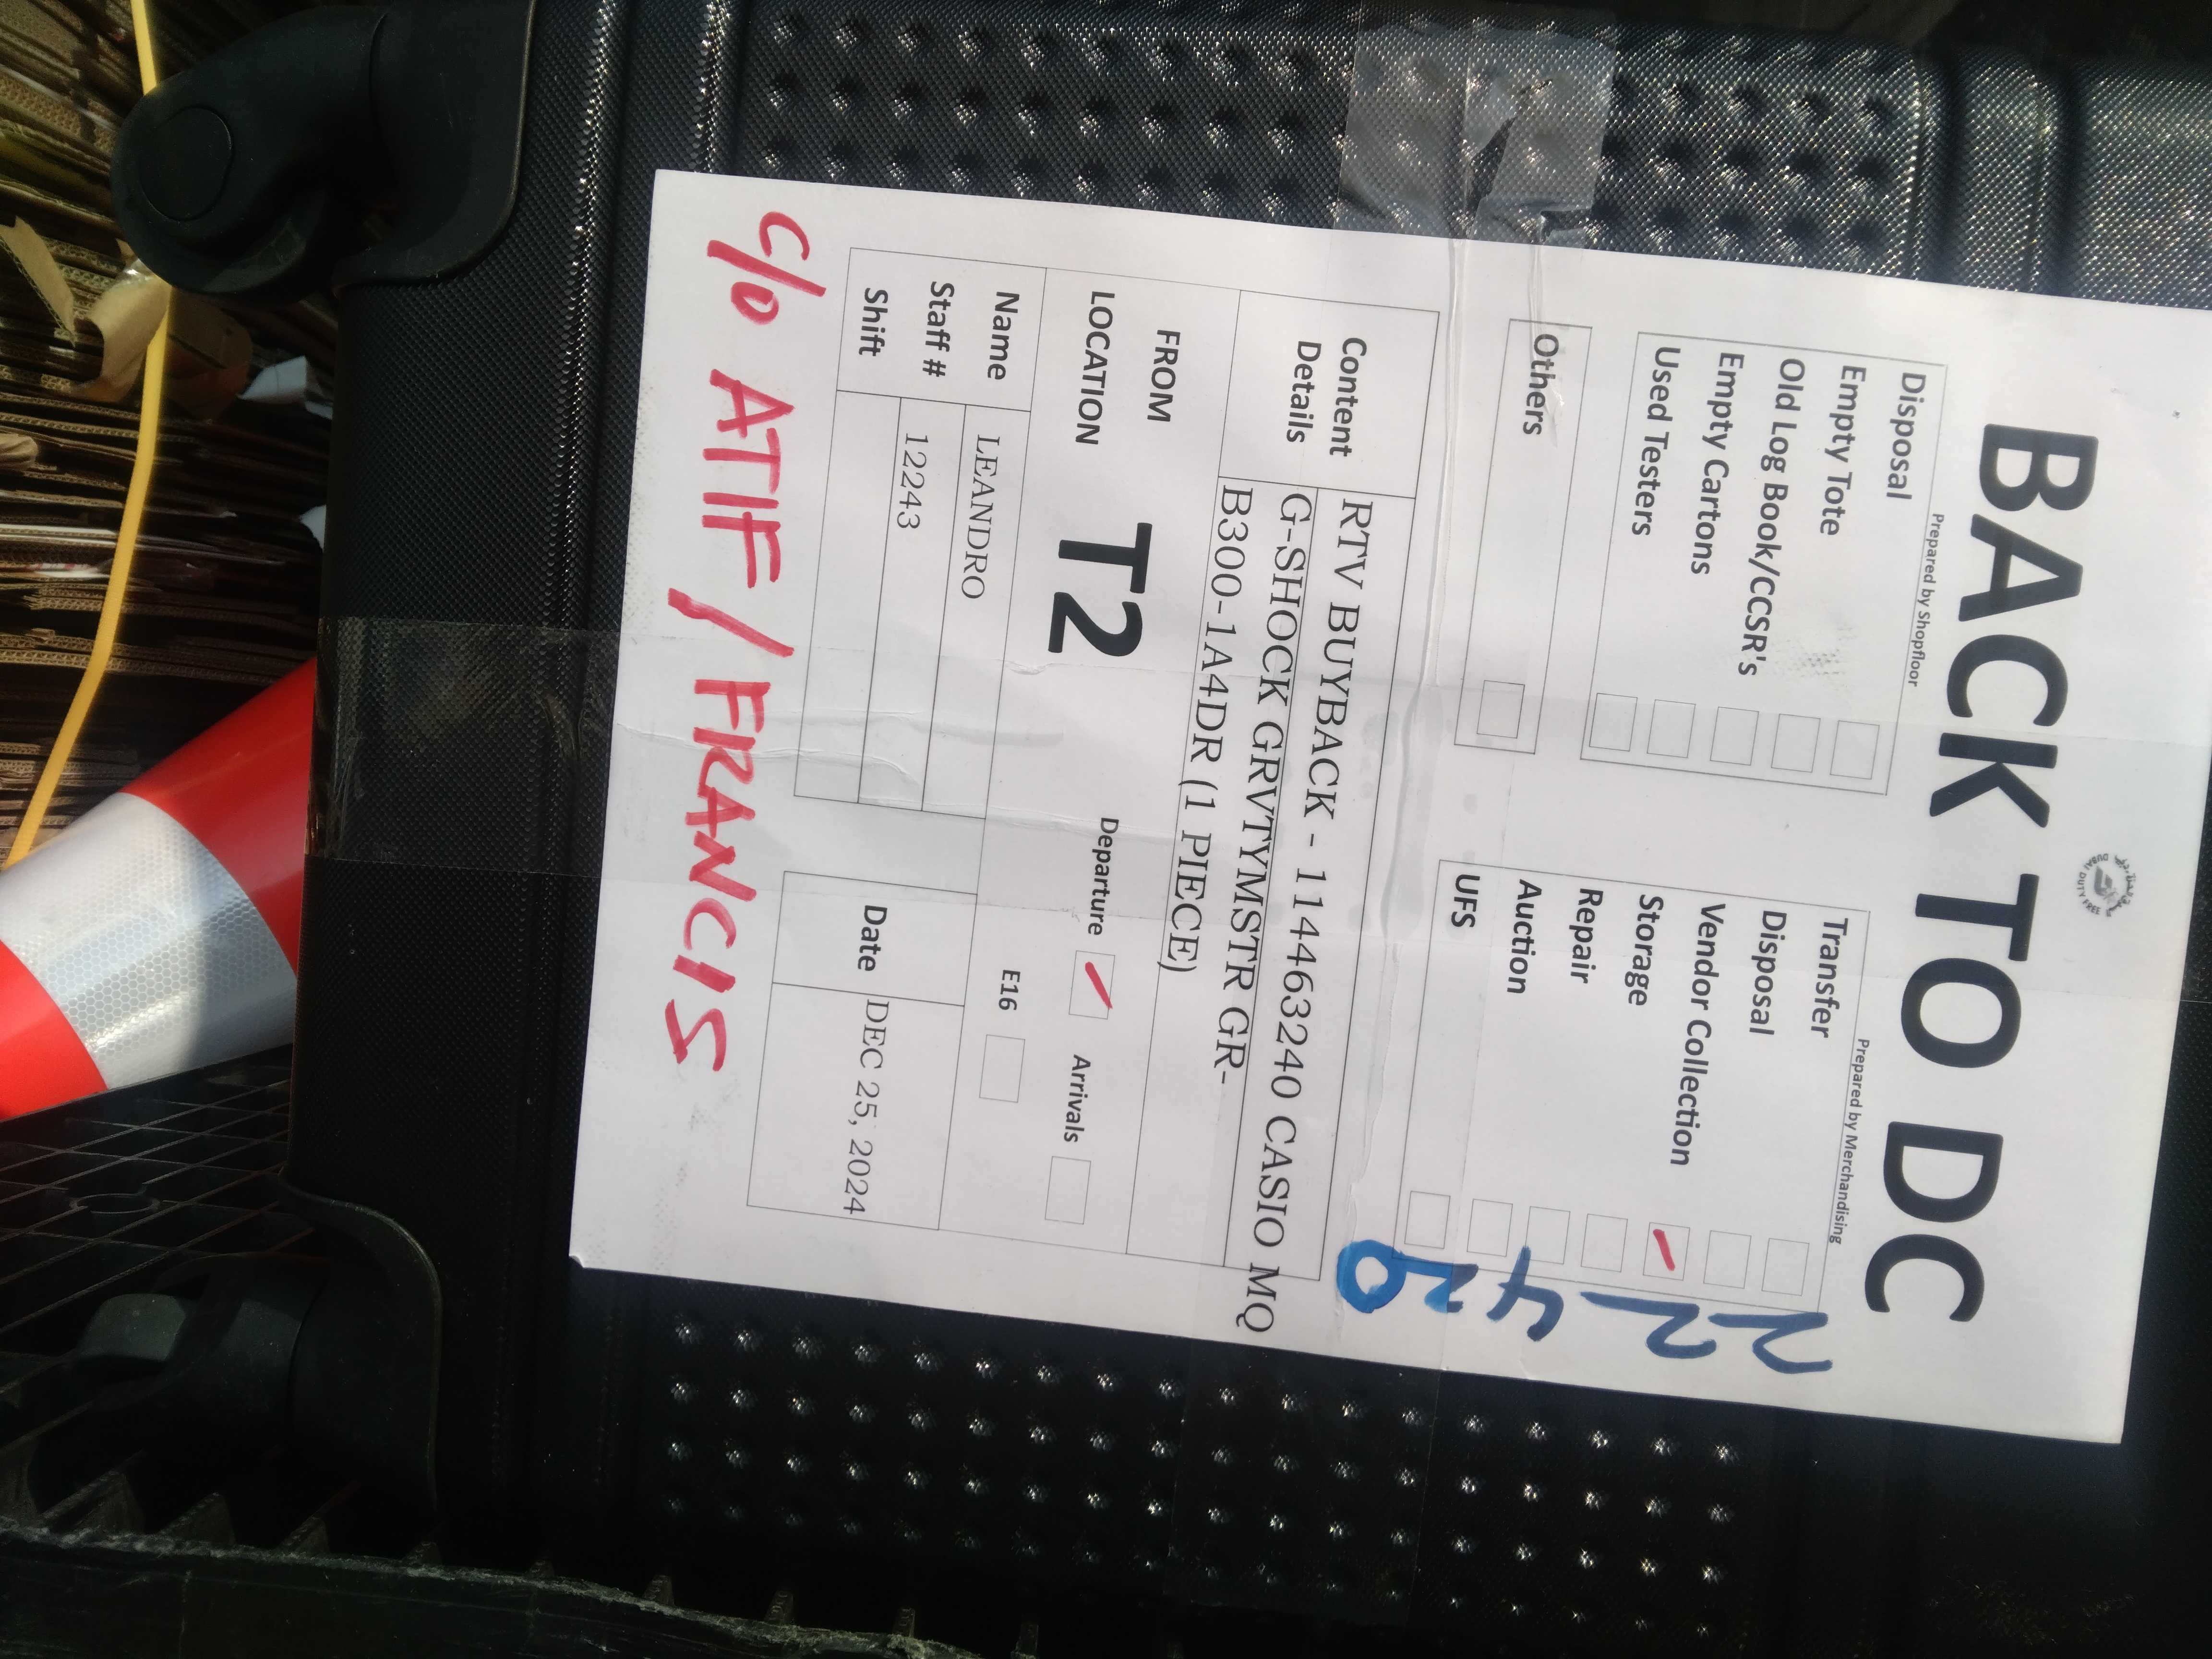 DUBAI DUTY FREE
BACK TO DC
Prepared by Shopfloor
Prepared by Merchandising
Disposal
Empty Tote
Old Log Book/CCSR's
Empty Cartons
Used Testers
Others
Transfer
Disposal
Vendor Collection
Storage
Repair
Auction
UFS
Content Details
RTV BUYBACK - 114463240 CASIO MQ
G-SHOCK GRVTYMSTR GR-
B300-1A4DR (1 PIECE)
FROM LOCATION
T2
Departure
Arrivals
E16
Name LEANDRO
Staff # 12243
Shift
Date DEC 25, 2024
C/O ATIF / FRANCIS